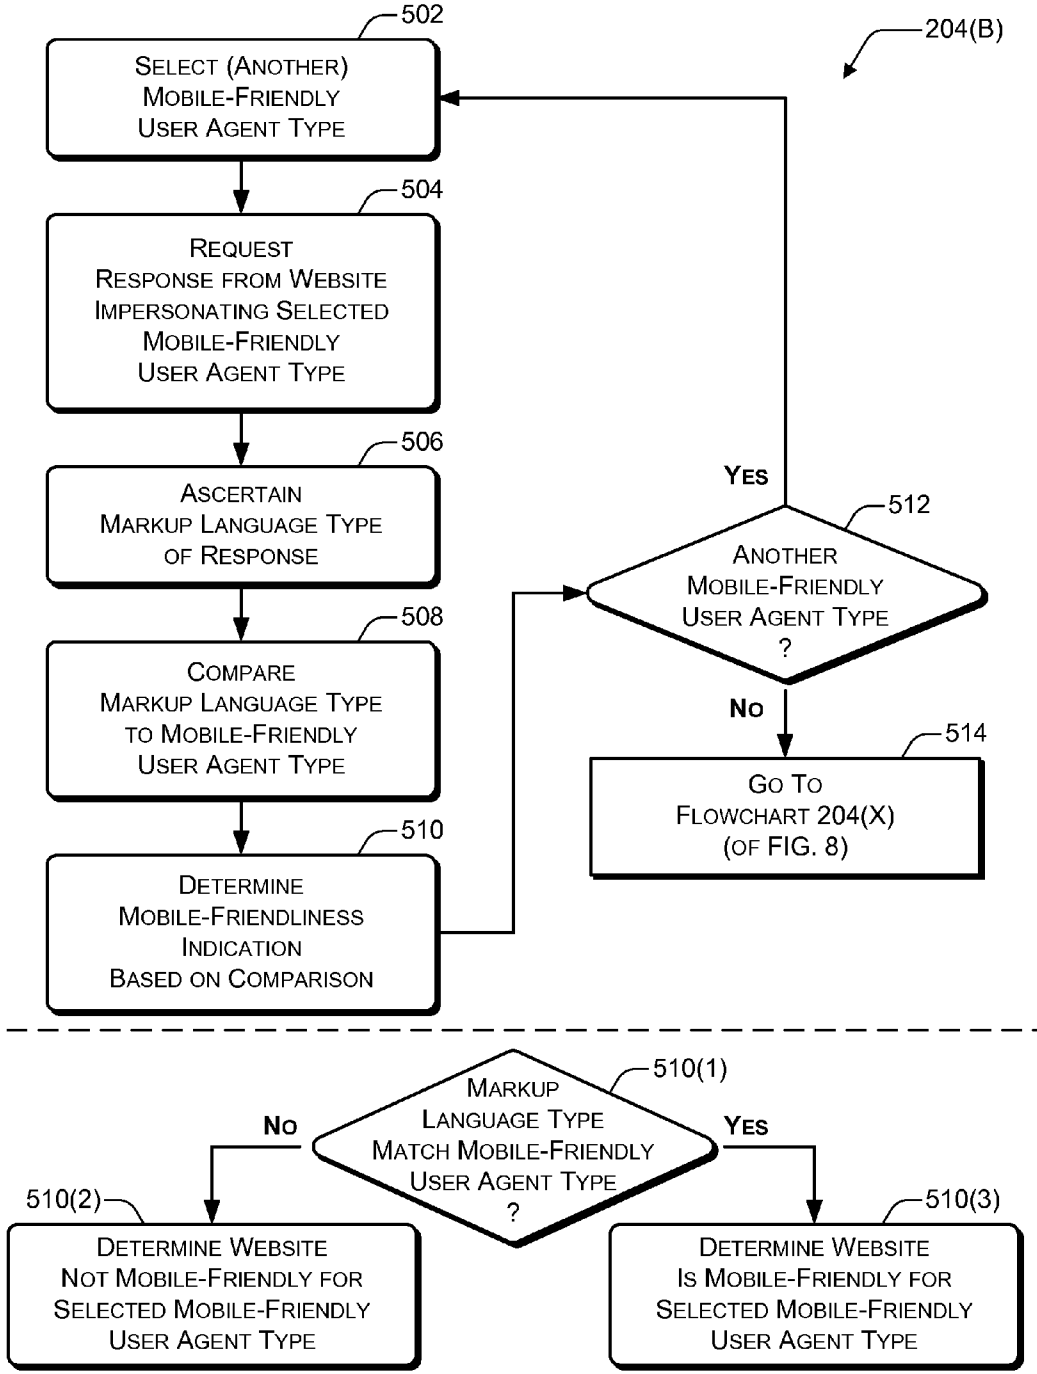 502
204(B)
SELECT (ANOTHER)
MOBILE-FRIENDLY
USER AGENT TYPE
504
REQUEST
RESPONSE FROM WEBSITE
IMPERSONATING SELECTED
MOBILE-FRIENDLY
USER AGENT TYPE
506
ASCERTAIN
MARKUP LANGUAGE TYPE
OF RESPONSE
508
COMPARE
MARKUP LANGUAGE TYPE
TO MOBILE-FRIENDLY
USER AGENT TYPE
510
DETERMINE
MOBILE-FRIENDLINESS
INDICATION
BASED ON COMPARISON
YES
512
ANOTHER
MOBILE-FRIENDLY
USER AGENT TYPE
?
NO
514
GO TO
FLOWCHART 204(X)
(OF FIG. 8)
510(1)
MARKUP
LANGUAGE TYPE
MATCH MOBILE-FRIENDLY
USER AGENT TYPE
?
NO
YES
510(2)
DETERMINE WEBSITE
NOT MOBILE-FRIENDLY FOR
SELECTED MOBILE-FRIENDLY
USER AGENT TYPE
510(3)
DETERMINE WEBSITE
IS MOBILE-FRIENDLY FOR
SELECTED MOBILE-FRIENDLY
USER AGENT TYPE